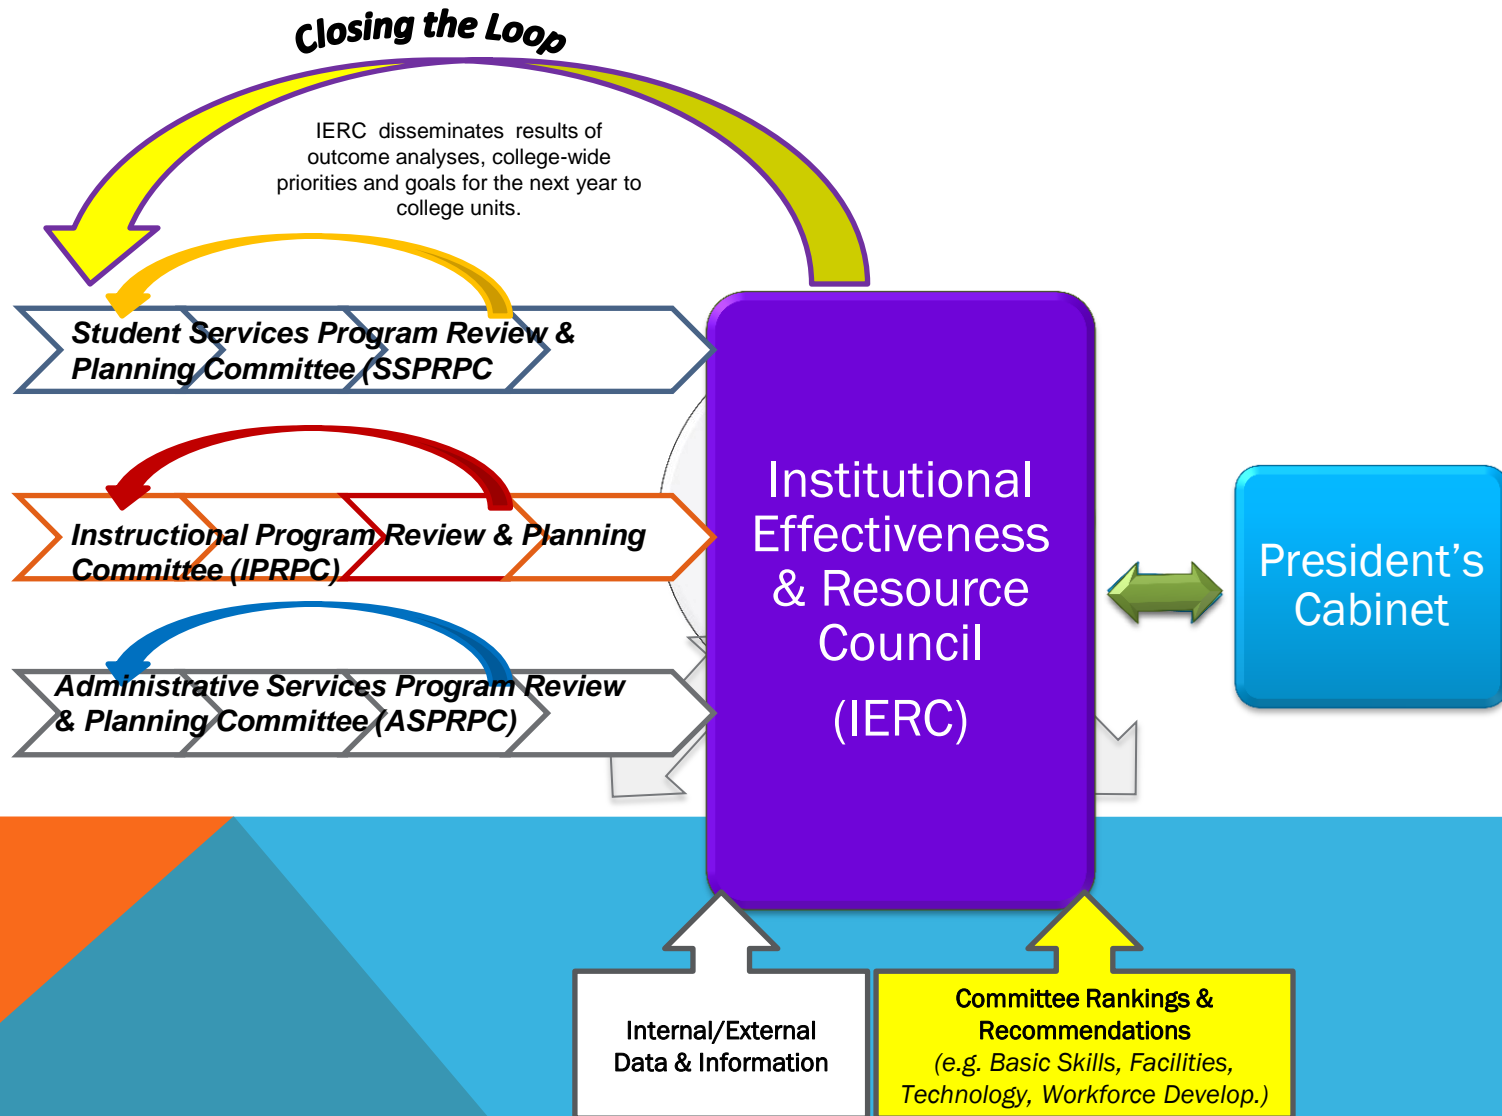 Closing the Loop
IERC disseminates results of
outcome analyses, college-wide
priorities and goals for the next year to
college units.
Student Services Program Review &
Planning Committee (SSPRPC
Instructional Program Review & Planning
Committee (IPRPC)
Administrative Services Program Review
& Planning Committee (ASPRPC)
Institutional
Effectiveness
& Resource
Council
(IERC)
President's
Cabinet
Internal/External
Data & Information
Committee Rankings &
Recommendations
(e.g. Basic Skills, Facilities,
Technology, Workforce Develop.)